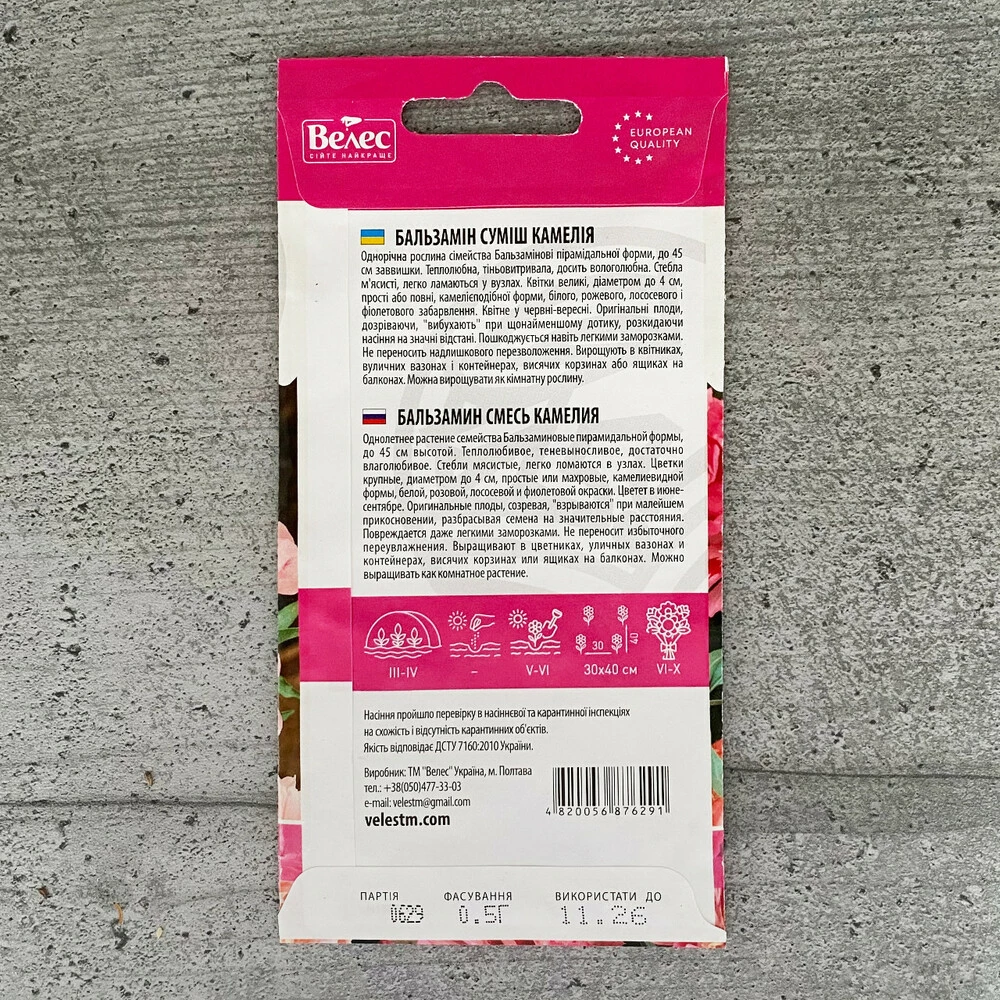 Велес
СІЙТЕ НАЙКРАЩЕ
EUROPEAN
QUALITY
БАЛЬЗАМІН СУМІШ КАМЕЛІЯ
Однорічна рослина сімейства Бальзамінові пірамідальної форми, до 45
см заввишки. Теплолюбна, тіньовитривала, досить вологолюбна. Стебла
м'ясисті, легко ламаються у вузлах. Квітки великі, діаметром до 4 см,
прості або повні, камелієподібної форми, білого, рожевого, лососевого і
фіолетового забарвлення. Квітне у червні-вересні. Оригінальні плоди,
дозріваючи, "вибухають" при щонайменшому дотику, розкидаючи
насіння на значні відстані. Пошкоджується навіть легкими заморозками.
Не переносить надлишкового перезволоження. Вирощують в квітниках,
вуличних вазонах і контейнерах, висячих корзинах або ящиках на
балконах. Можна вирощувати як кімнатну рослину.
БАЛЬЗАМИН СМЕСЬ КАМЕЛИЯ
Однолетнее растение семейства Бальзаминовые пирамидальной формы,
до 45 см высотой. Теплолюбивое, теневыносливое, достаточно
влаголюбивое. Стебли мясистые, легко ломаются в узлах. Цветки
крупные, диаметром до 4 см, простые или махровые, камелиевидной
формы, белой, розовой, лососевой и фиолетовой окраски. Цветет в июне-
сентябре. Оригинальные плоды, созревая, "взрываются" при малейшем
прикосновении, разбрасывая семена на значительные расстояния.
Повреждается даже легкими заморозками. Не переносит избыточного
переувлажнения. Выращивают в цветниках, уличных вазонах и
контейнерах, висячих корзинах или ящиках на балконах. Можно
выращивать как комнатное растение.
30 40
III-IV – V-VI 30х40 см VI-X
Насіння пройшло перевірку в насіннєвої та карантинної інспекціях
на схожість і відсутність карантинних об'єктів.
Якість відповідає ДСТУ 7160:2010 України.
Виробник: ТМ "Велес" Україна, м. Полтава
тел.: +38(050)477-33-03
e-mail: velestm@gmail.com
velestm.com
4 820056 876291
ПАРТІЯ ФАСУВАННЯ ВИКОРИСТАТИ ДО
0629 0.5Г 11.26